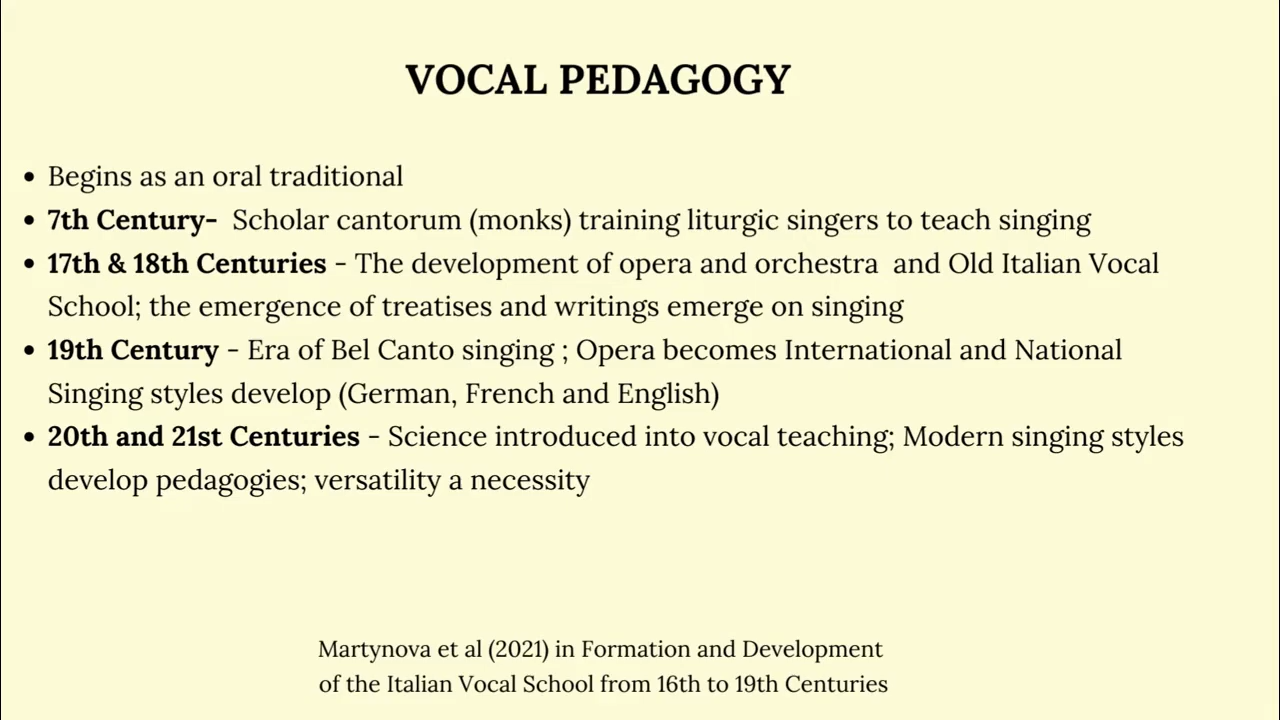 VOCAL PEDAGOGY
• Begins as an oral traditional
• 7th Century- Scholar cantorum (monks) training liturgic singers to teach singing
• 17th & 18th Centuries - The development of opera and orchestra and Old Italian Vocal
School; the emergence of treatises and writings emerge on singing
• 19th Century - Era of Bel Canto singing ; Opera becomes International and National
Singing styles develop (German, French and English)
• 20th and 21st Centuries - Science introduced into vocal teaching; Modern singing styles
develop pedagogies; versatility a necessity
Martynova et al (2021) in Formation and Development
of the Italian Vocal School from 16th to 19th Centuries